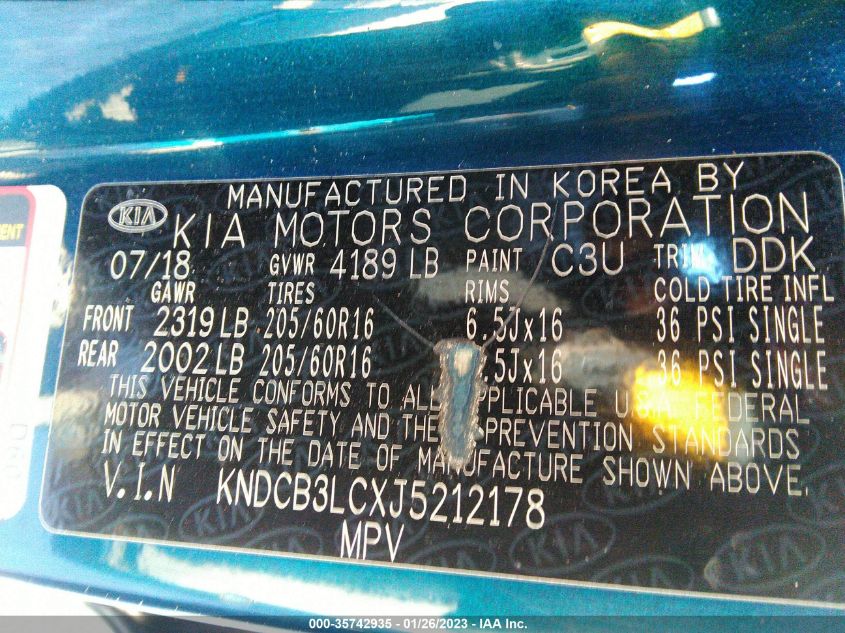 MANUFACTURED IN KOREA BY
KIA KIA MOTORS CORPORATION
07/18 GVWR 4189 LB PAINT C3U TRIM DDK
GAWR TIRES RIMS COLD TIRE INFL
FRONT 2319 LB 205/60R16 6.5Jx16 36 PSI SINGLE
REAR 2002 LB 205/60R16 .5Jx16 36 PSI SINGLE
THIS VEHICLE CONFORMS TO ALL APPLICABLE U.S.A FEDERAL
MOTOR VEHICLE SAFETY AND THE PREVENTION STANDARDS
IN EFFECT ON THE DATE OF MANUFACTURE SHOWN ABOVE.
V.I.N KNDCB3LCXJ5212178
MPV
000-35742935 - 01/26/2023 - IAA Inc.